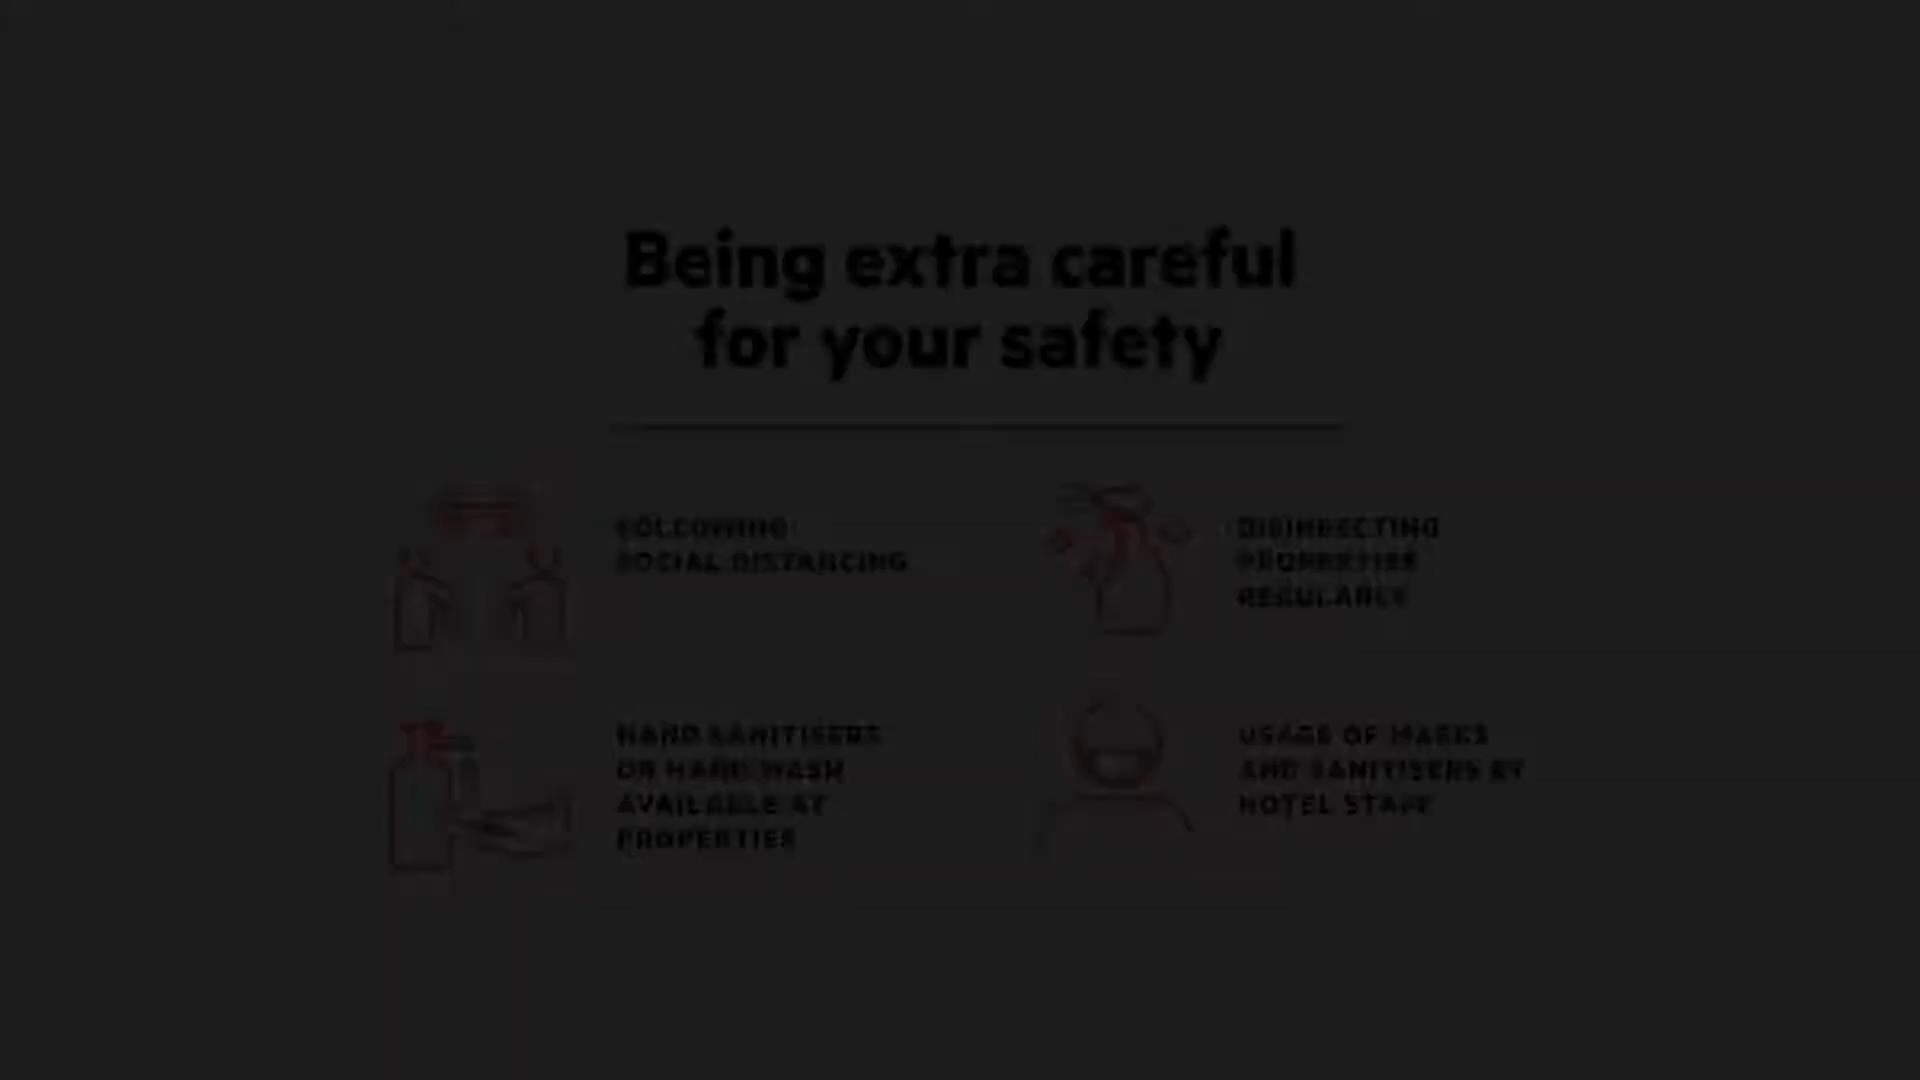 Being extra careful
for your safety
FOLLOWING
SOCIAL DISTANCING
DISINFECTING
PROPERTIES
REGULARLY
HAND SANITISERS
OR HAND WASH
AVAILABLE AT
PROPERTIES
USAGE OF MASKS
AND SANITISERS BY
HOTEL STAFF